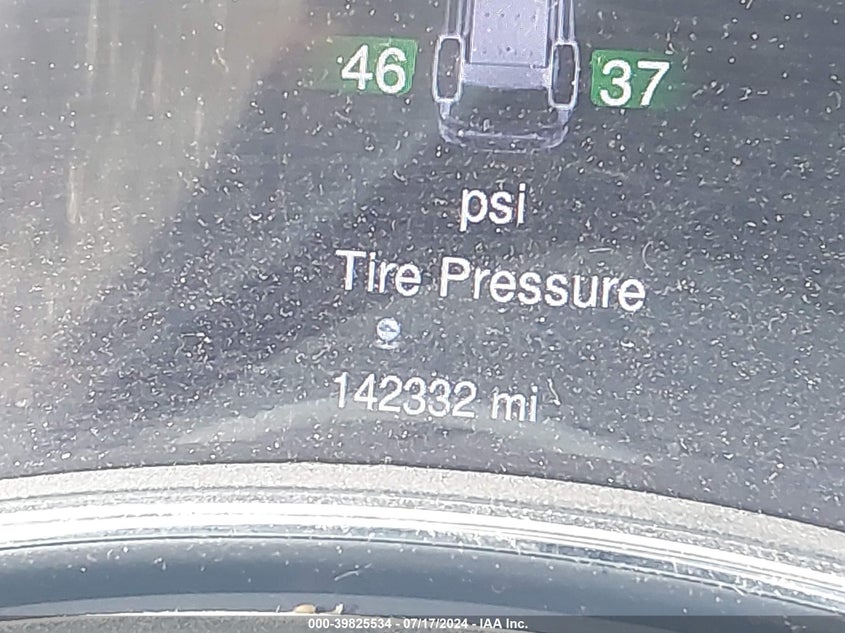 46 37
psi
Tire Pressure
142332 mi
000-39825534 - 07/17/2024 - IAA Inc.